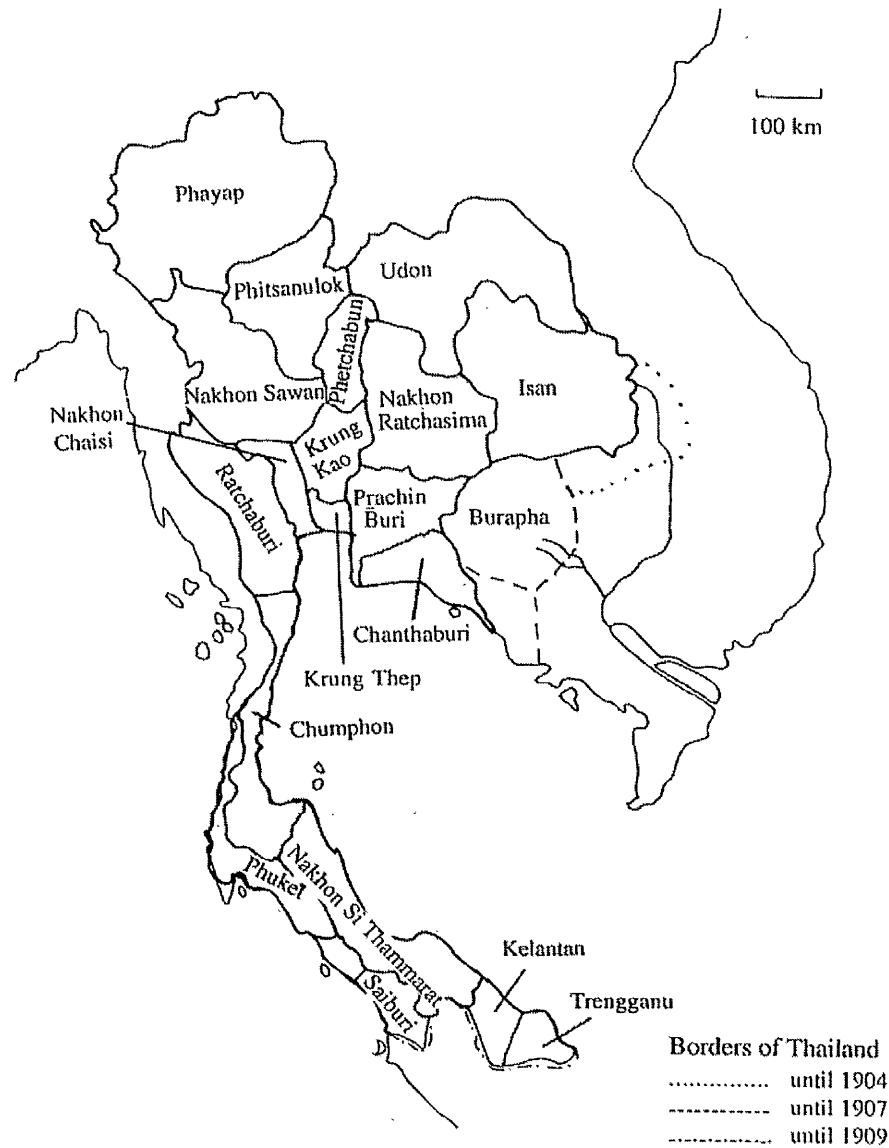 100 km
Phayap
Udon
Phitsanulok
Phetchabun
Nakhon Sawan
Nakhon
Ratchasima
Isan
Nakhon
Chaisi
Krung
Kao
Ratchaburi
Prachin
Buri
Burapha
Chanthaburi
Krung Thep
Chumphon
Phuket
Nakhon Si Thammarat
Kelantan
Saiburi
Trengganu
Borders of Thailand
until 1904
until 1907
until 1909